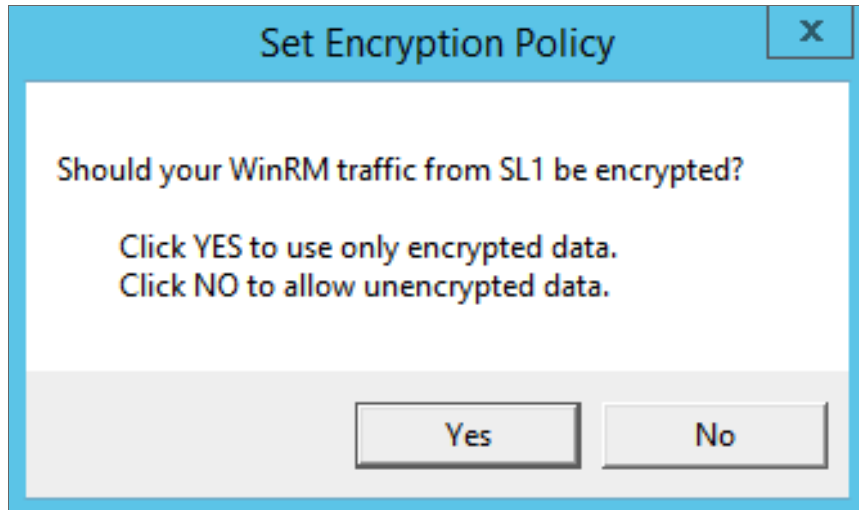 Set Encryption Policy
x
Should your WinRM traffic from SL1 be encrypted?
Click YES to use only encrypted data.
Click NO to allow unencrypted data.
Yes
No